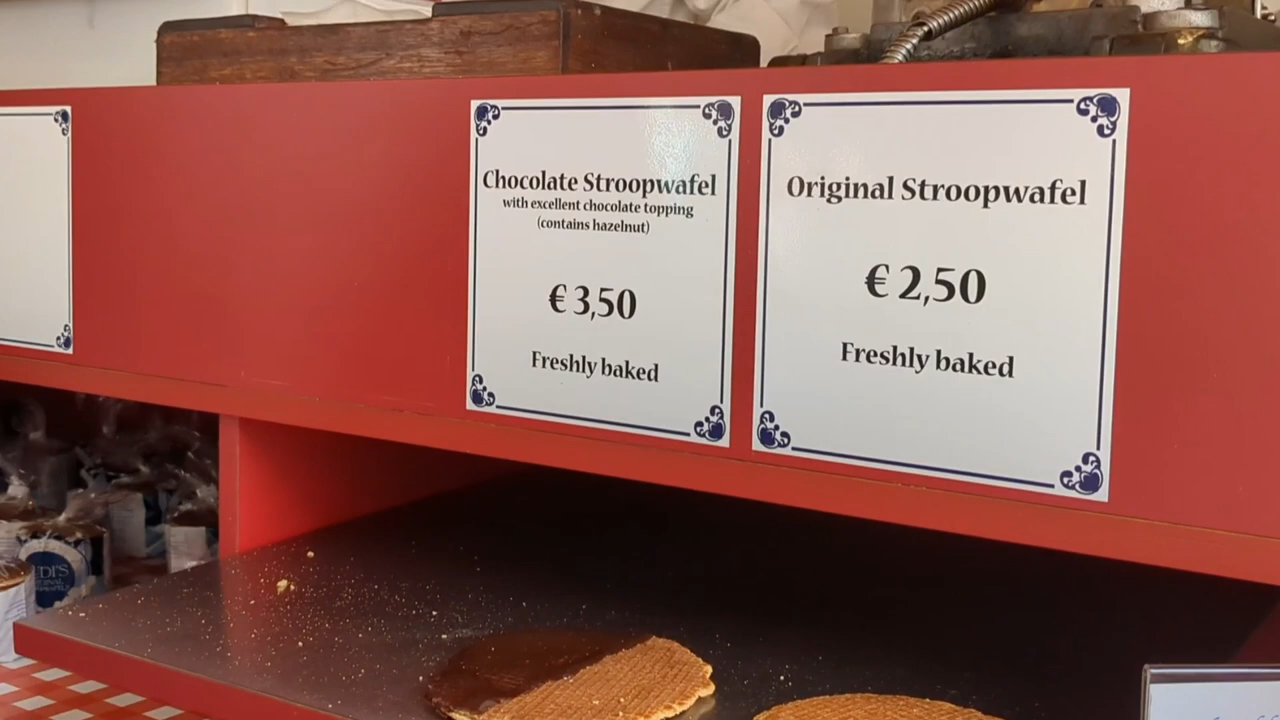 Chocolate Stroopwafel
with excellent chocolate topping
(contains hazelnut)
€ 3,50
Freshly baked
Original Stroopwafel
€ 2,50
Freshly baked